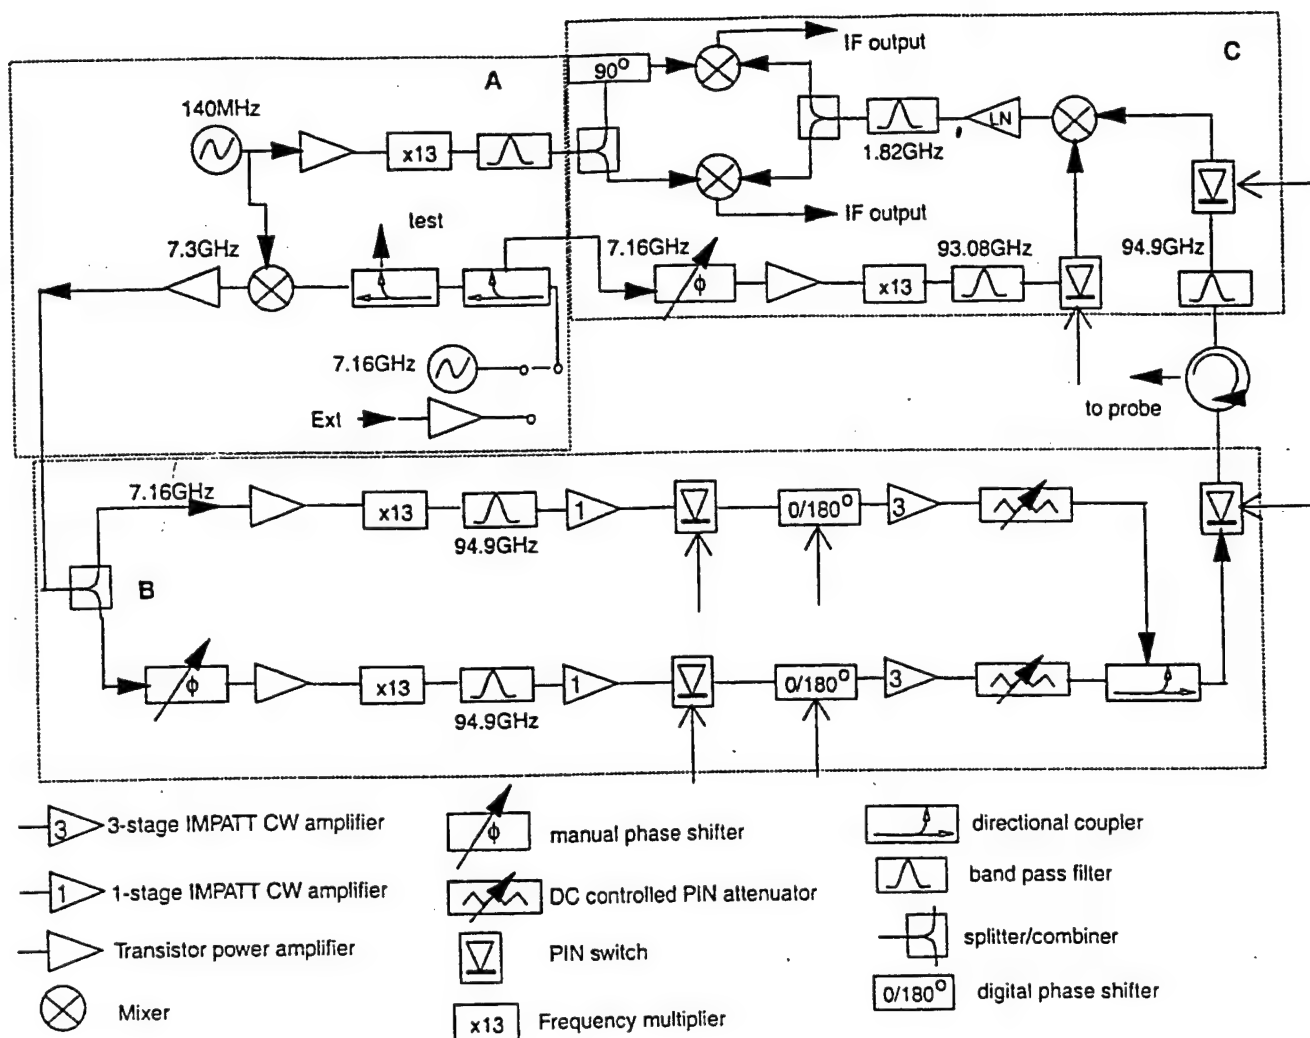 A
C
IF output
90°
140MHz
x13
LN
1.82GHz
test
IF output
7.3GHz
7.16GHz
93.08GHz
94.9GHz
ϕ
x13
7.16GHz
Ext
to probe
7.16GHz
x13
1
0/180°
3
94.9GHz
B
ϕ
x13
1
0/180°
3
94.9GHz
3 3-stage IMPATT CW amplifier
ϕ manual phase shifter
directional coupler
1 1-stage IMPATT CW amplifier
DC controlled PIN attenuator
band pass filter
Transistor power amplifier
PIN switch
splitter/combiner
Mixer
x13 Frequency multiplier
0/180° digital phase shifter